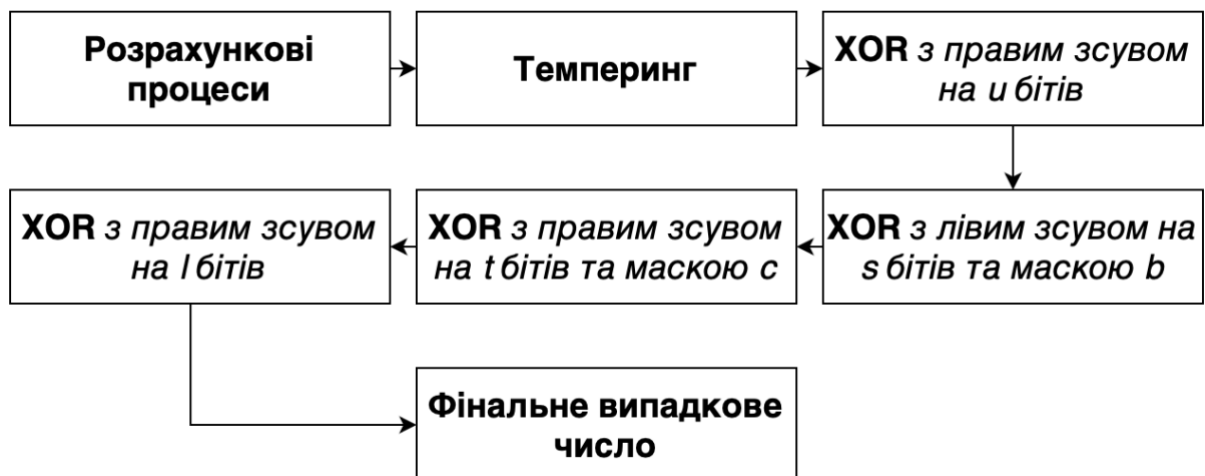 Розрахункові
процеси
Темперинг
XOR з правим зсувом
на u бітів
XOR з лівим зсувом на
s бітів та маскою b
XOR з правим зсувом
на t бітів та маскою c
XOR з правим зсувом
на l бітів
Фінальне випадкове
число